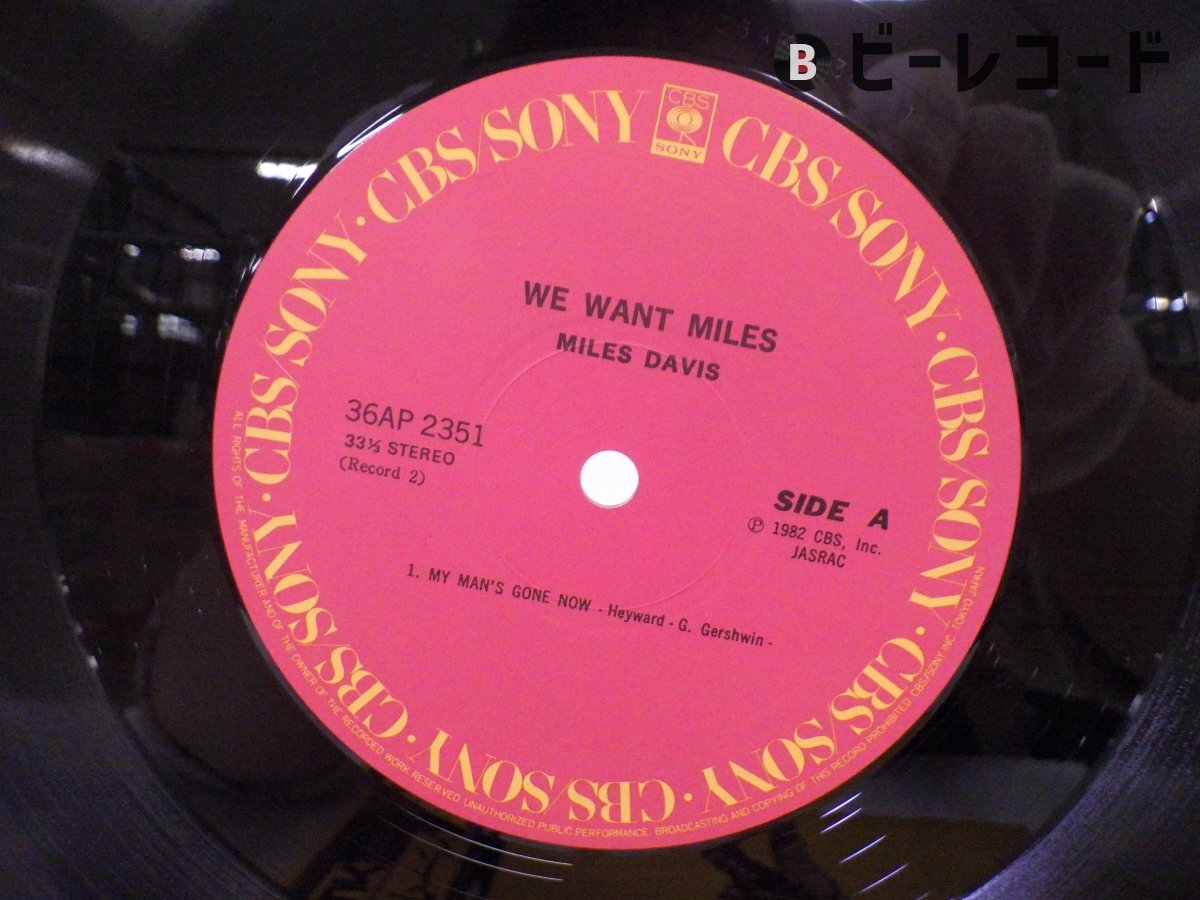 B ビーレコード
CBS
SONY
CBS/SONY · CBS/SONY · CBS/SONY · CBS/SONY · CBS/SONY · CBS/SONY · CBS/SONY · CBS/SONY
WE WANT MILES
MILES DAVIS
36AP 2351
33⅓ STEREO
(Record 2)
SIDE A
Ⓟ 1982 CBS, Inc.
JASRAC
1. MY MAN'S GONE NOW - Heyward - G. Gershwin -
ALL RIGHTS OF THE MANUFACTURER AND OF THE OWNER OF THE RECORDED WORK RESERVED. UNAUTHORIZED PUBLIC PERFORMANCE. BROADCASTING AND COPYING OF THIS RECORD PROHIBITED CBS/SONY INC. TOKYO JAPAN